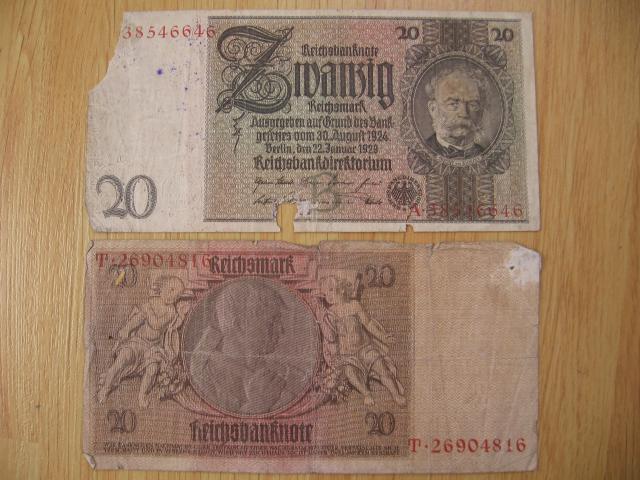 38546646
Reichsbanknote
20 20
Zwanzig
Reichsmark
Ausgegeben auf Grund des Bank-
gesetzes vom 30. August 1924
Berlin, den 22. Januar 1929
Reichsbankdirektorium
20
A·38546646
T·26904816
Reichsmark
20 20
20 20
Reichsbanknote
T·26904816